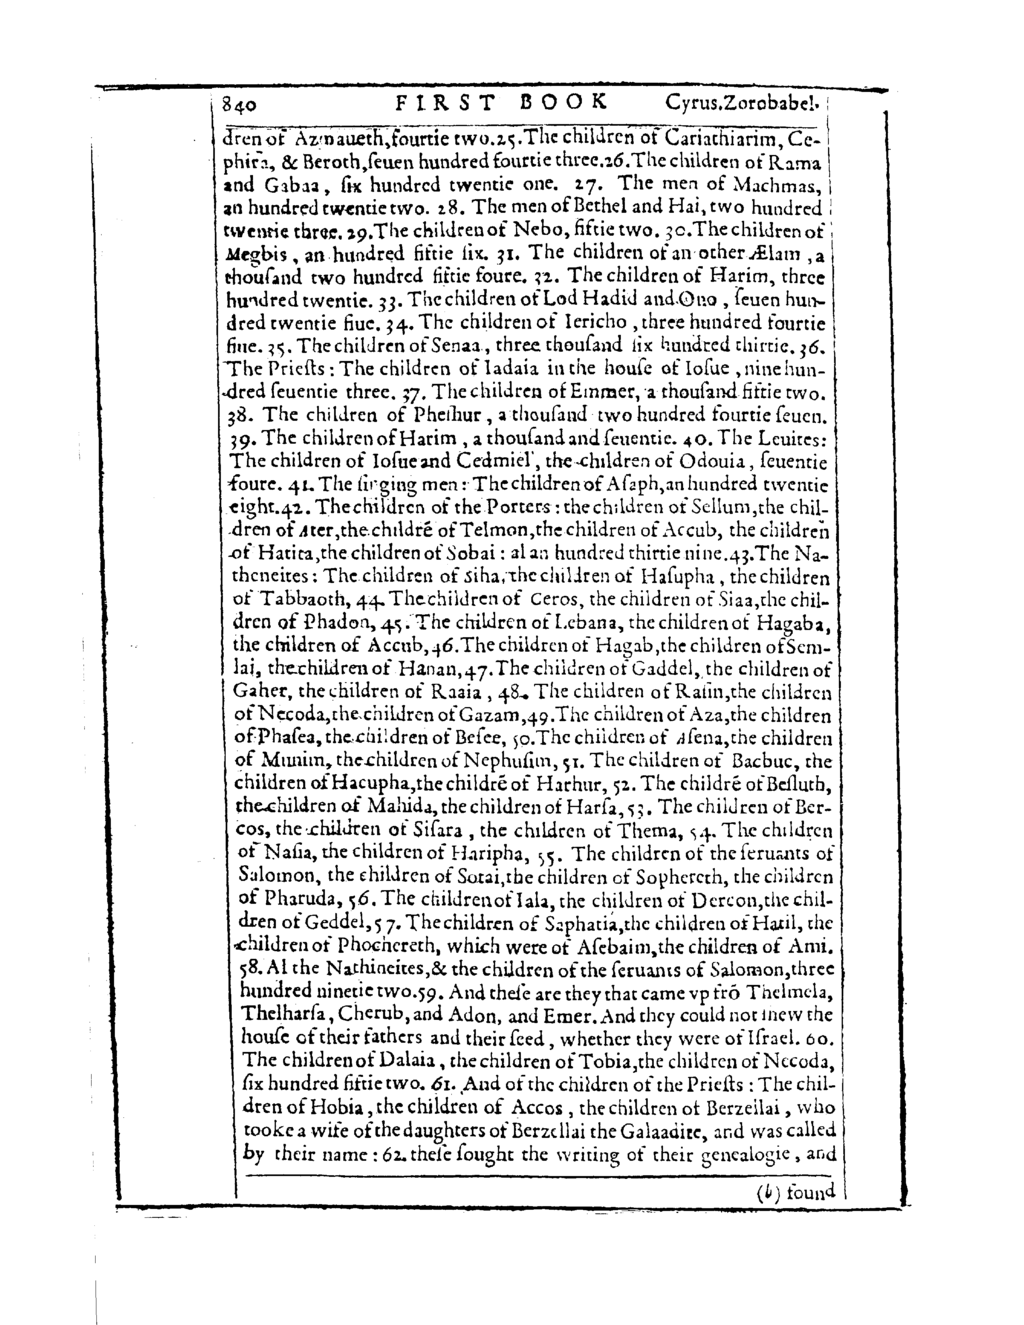 840 FIRST BOOK Cyrus.Zorobabel.
dren of Azmaueth,fourtie two.25.The children of Cariathiarim, Ce-
phira, & Beroth,ſeuen hundred fourtie three.26.The children of Rama
and Gabaa, ſix hundred twentie one. 27. The men of Machmas,
an hundred twentie two. 28. The men of Bethel and Hai, two hundred
twentie three. 29.The children of Nebo, fiftie two. 30.The children of
Megbis, an hundred fiftie ſix. 31. The children of an other Ælam, a
thouſand two hundred fiftie foure. 32. The children of Harim, three
hundred twentie. 33. The children of Lod Hadid and Ono, ſeuen hun-
dred twentie fiue. 34. The children of Iericho, three hundred fourtie
fiue. 35. The children of Senaa, three thouſand ſix hundred thirtie. 36.
The Prieſts: The children of Iadaia in the houſe of Ioſue, nine hun-
dred ſeuentie three. 37. The children of Emmer, a thouſand fiftie two.
38. The children of Pheſhur, a thouſand two hundred fourtie ſeuen.
39. The children of Harim, a thouſand and ſeuentie. 40. The Leuites:
The children of Ioſue and Cedmiel, the children of Odouia, ſeuentie
foure. 41. The ſinging men: The children of Aſaph,an hundred twentie
eight.42. The children of the Porters: the children of Sellum,the chil-
dren of Ater,the childrē of Telmon,the children of Accub, the children
of Hatita,the children of Sobai: al an hundred thirtie nine.43.The Na-
theneites: The children of Siha, the children of Haſupha, the children
of Tabbaoth, 44. The children of Ceros, the children of Siaa,the chil-
dren of Phadon, 45. The children of Lebana, the children of Hagaba,
the children of Accub,46.The children of Hagab,the children of Sem-
lai, the children of Hanan,47.The children of Gaddel, the children of
Gaher, the children of Raaia, 48. The children of Raſin,the children
of Necoda,the children of Gazam,49.The children of Aza,the children
of Phaſea, the children of Beſee, 50.The children of Aſena,the children
of Munim, the children of Nephuſim, 51. The children of Bacbuc, the
children of Hacupha,the childrē of Harhur, 52. The childrē of Beſluth,
the children of Mahida, the children of Harſa, 53. The children of Ber-
cos, the children of Siſara, the children of Thema, 54. The children
of Naſia, the children of Haripha, 55. The children of the ſeruants of
Salomon, the children of Sotai,the children of Sophereth, the children
of Pharuda, 56. The children of Iala, the children of Dercon,the chil-
dren of Geddel, 57. The children of Saphatia,the children of Hatil, the
children of Phochereth, which were of Aſebaim,the children of Ami.
58. Al the Nathineites,& the children of the ſeruants of Salomon,three
hundred ninetie two.59. And theſe are they that came vp frō Thelmela,
Thelharſa, Cherub, and Adon, and Emer. And they could not ſhew the
houſe of their fathers and their ſeed, whether they were of Iſrael. 60.
The children of Dalaia, the children of Tobia,the children of Necoda,
ſix hundred fiftie two. 61. And of the children of the Prieſts: The chil-
dren of Hobia, the children of Accos, the children of Berzeilai, who
tooke a wife of the daughters of Berzellai the Galaadite, and was called
by their name: 62. theſe ſought the writing of their genealogie, and
(b) found